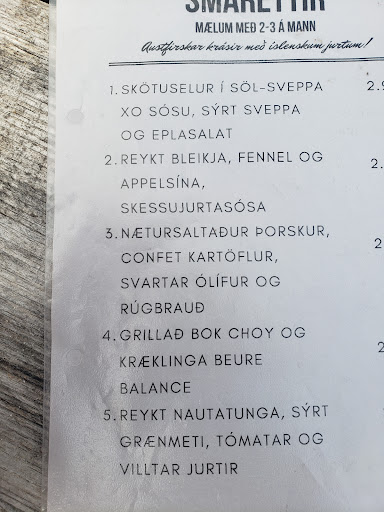 SMÁRÉTTIR
MÆLUM MEÐ 2-3 Á MANN
Austfirskar krásir með íslenskum jurtum!
1. SKÖTUSELUR Í SÖL-SVEPPA
XO SÓSU, SÝRT SVEPPA
OG EPLASALAT
2. REYKT BLEIKJA, FENNEL OG
APPELSÍNA,
SKESSUJURTASÓSA
3. NÆTURSALTAÐUR ÞORSKUR,
CONFET KARTÖFLUR,
SVARTAR ÓLÍFUR OG
RÚGBRAUÐ
4. GRILLAÐ BOK CHOY OG
KRÆKLINGA BEURE
BALANCE
5. REYKT NAUTATUNGA, SÝRT
GRÆNMETI, TÓMATAR OG
VILLTAR JURTIR